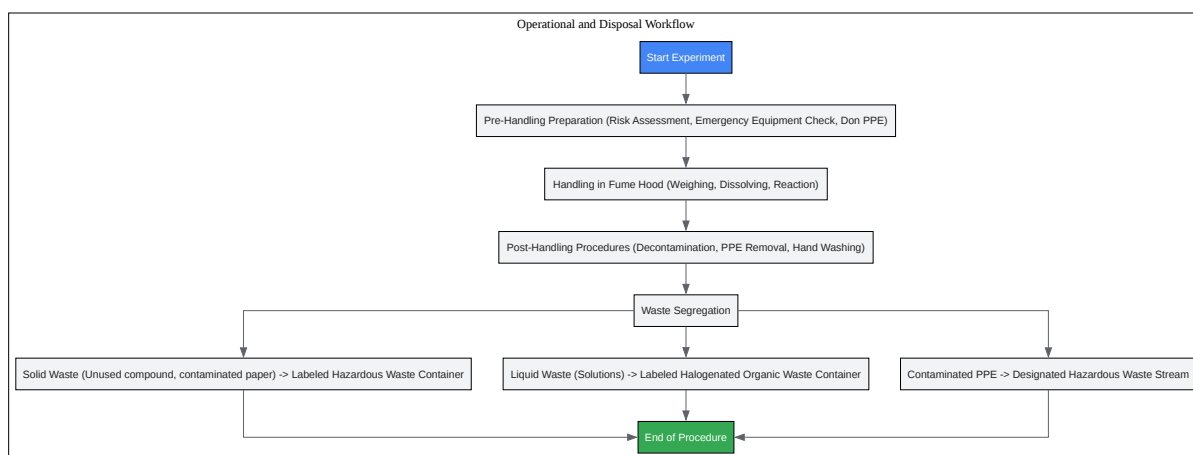 Operational and Disposal Workflow
Start Experiment
Pre-Handling Preparation (Risk Assessment, Emergency Equipment Check, Don PPE)
Handling in Fume Hood (Weighing, Dissolving, Reaction)
Post-Handling Procedures (Decontamination, PPE Removal, Hand Washing)
Waste Segregation
Solid Waste (Unused compound, contaminated paper) -> Labeled Hazardous Waste Container
Liquid Waste (Solutions) -> Labeled Halogenated Organic Waste Container
Contaminated PPE -> Designated Hazardous Waste Stream
End of Procedure